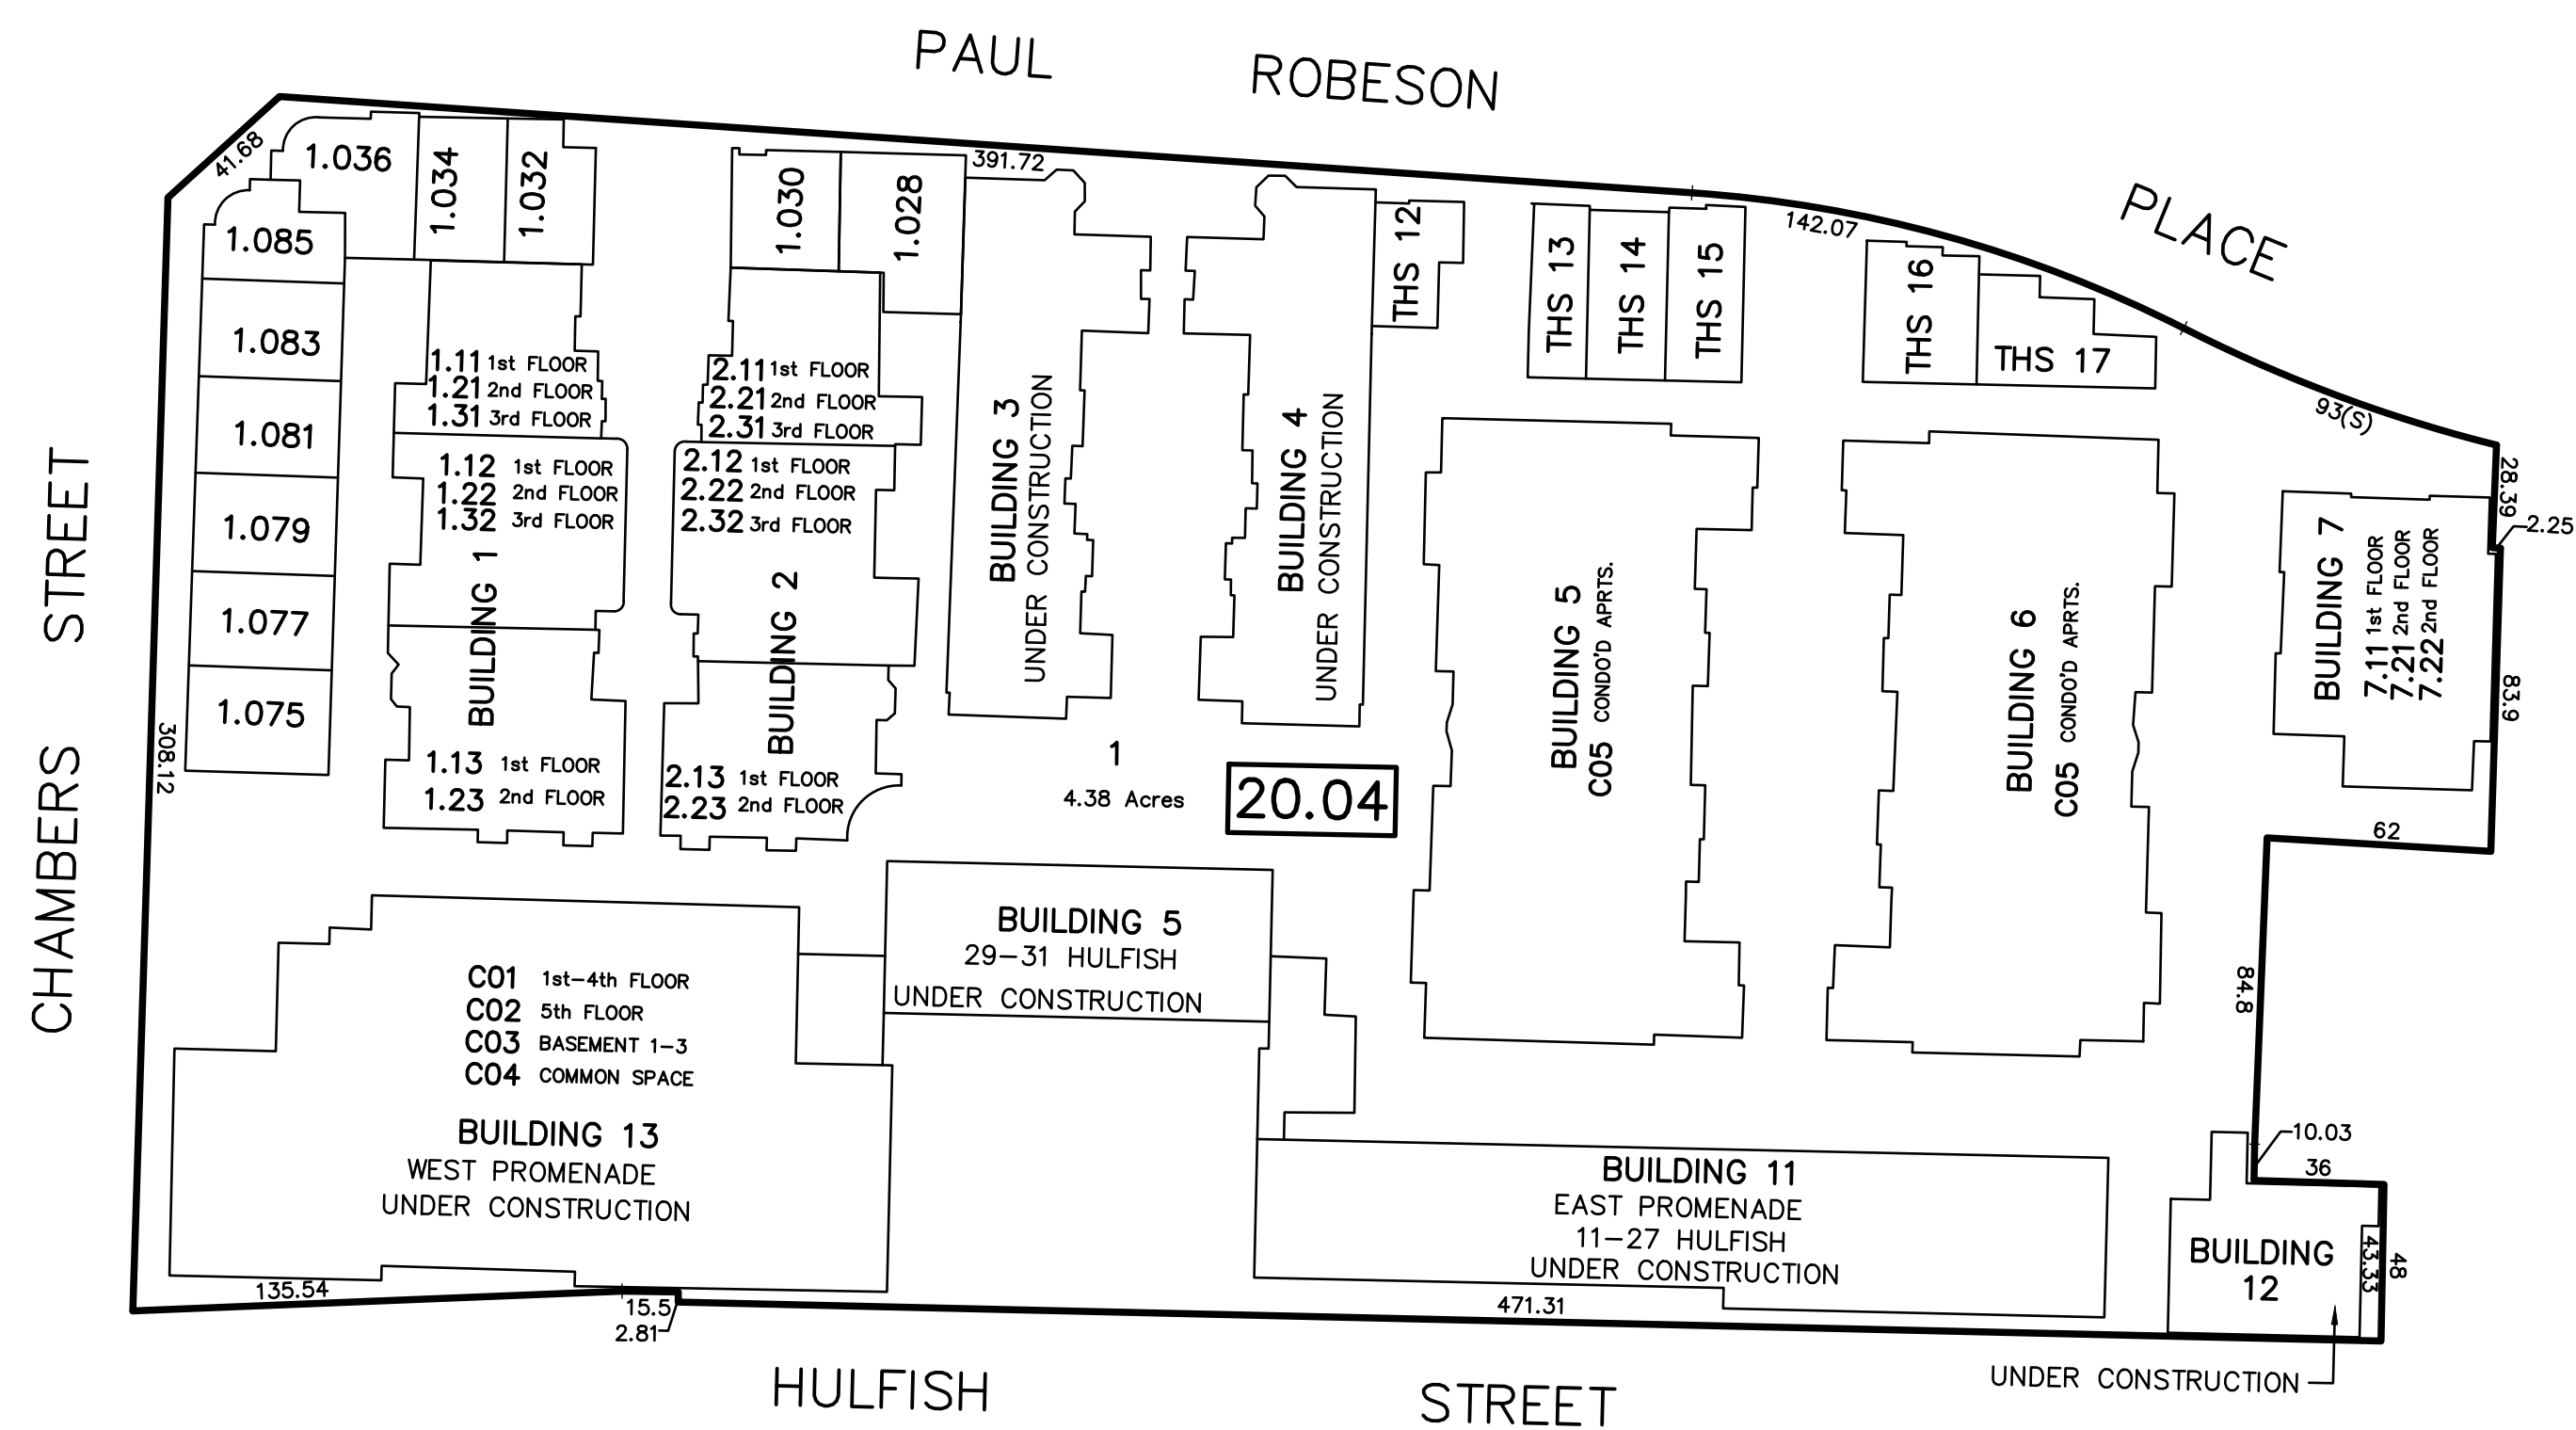 PAUL ROBESON PLACE
CHAMBERS STREET
HULFISH STREET
41.68
391.72
142.07
93(S)
28.39
2.25
83.9
62
84.8
10.03
36
48
43.33
471.31
15.5
2.81
135.54
308.12
1.036
1.034
1.032
1.030
1.028
1.085
1.083
1.081
1.079
1.077
1.075
1.11 1st FLOOR
1.21 2nd FLOOR
1.31 3rd FLOOR
1.12 1st FLOOR
1.22 2nd FLOOR
1.32 3rd FLOOR
BUILDING 1
1.13 1st FLOOR
1.23 2nd FLOOR
2.11 1st FLOOR
2.21 2nd FLOOR
2.31 3rd FLOOR
2.12 1st FLOOR
2.22 2nd FLOOR
2.32 3rd FLOOR
BUILDING 2
2.13 1st FLOOR
2.23 2nd FLOOR
BUILDING 3
UNDER CONSTRUCTION
BUILDING 4
UNDER CONSTRUCTION
THS 12
THS 13
THS 14
THS 15
THS 16
THS 17
BUILDING 5
C05 CONDO'D APRTS.
BUILDING 6
C05 CONDO'D APRTS.
BUILDING 7
7.11 1st FLOOR
7.21 2nd FLOOR
7.22 2nd FLOOR
1
4.38 Acres
20.04
BUILDING 5
29-31 HULFISH
UNDER CONSTRUCTION
C01 1st-4th FLOOR
C02 5th FLOOR
C03 BASEMENT 1-3
C04 COMMON SPACE
BUILDING 13
WEST PROMENADE
UNDER CONSTRUCTION
BUILDING 11
EAST PROMENADE
11-27 HULFISH
UNDER CONSTRUCTION
BUILDING
12
UNDER CONSTRUCTION